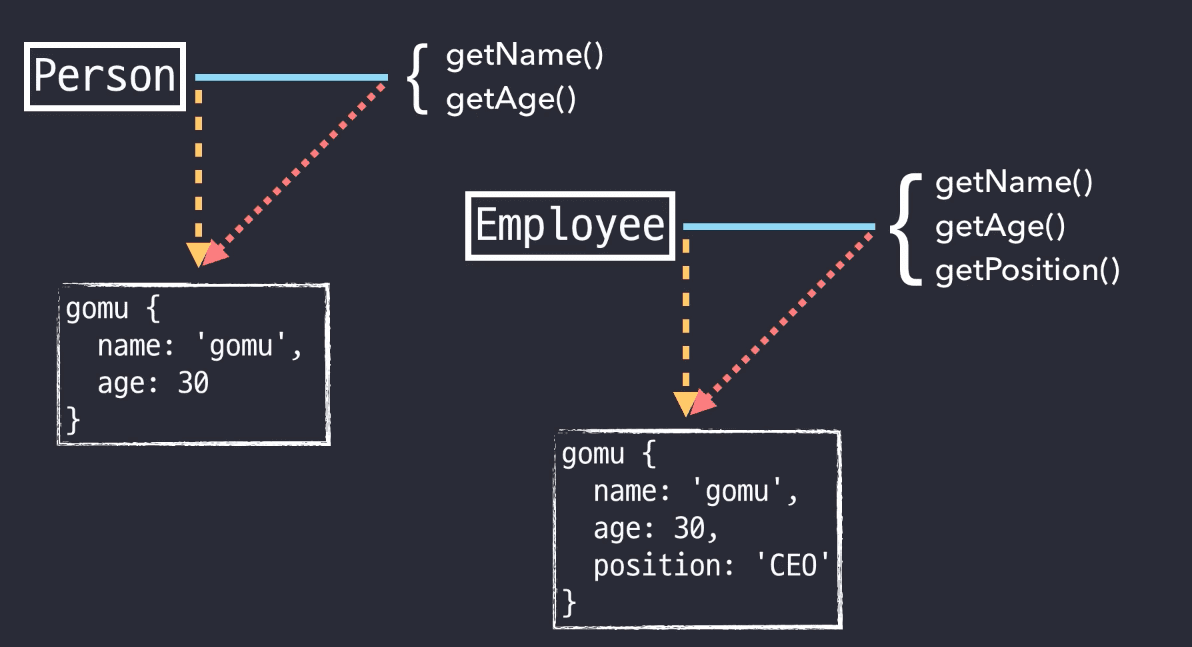 Person
{ getName()
getAge()
gomu {
name: 'gomu',
age: 30
}
Employee
{ getName()
getAge()
getPosition()
gomu {
name: 'gomu',
age: 30,
position: 'CEO'
}